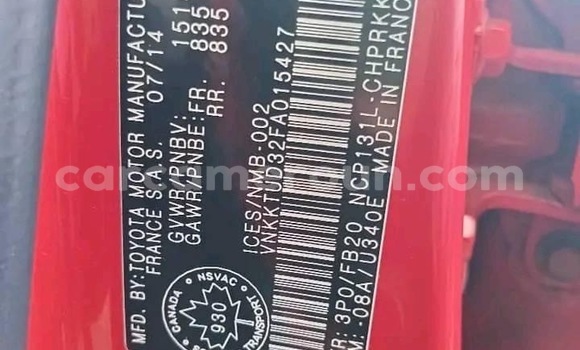 MFD. BY:TOYOTA MOTOR MANUFACTU
FRANCE S.A.S.
07/14
GVWR/PNBV: 151
GAWR/PNBE:FR: 835
RR: 835
ICES/NMB-002
VNKKTUD32FA015427
CANADA
NSVAC
930
TRANSPORT
R: 3P0/FB20 NCP131L-CHPRKK
M: -08A/U340E MADE IN FRANC